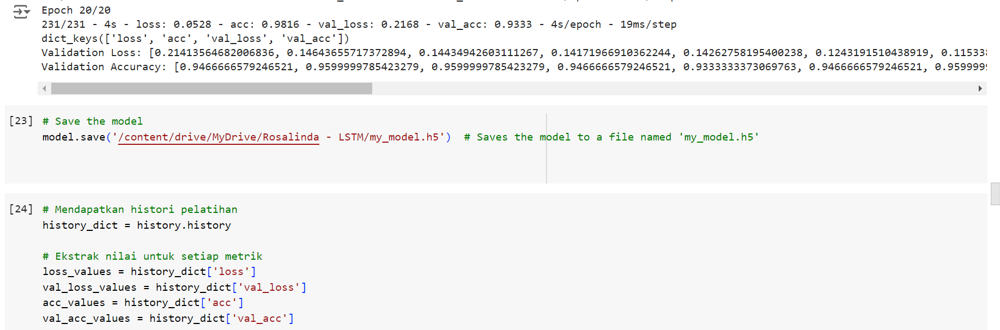 Epoch 20/20
231/231 - 4s - loss: 0.0528 - acc: 0.9816 - val_loss: 0.2168 - val_acc: 0.9333 - 4s/epoch - 19ms/step
dict_keys(['loss', 'acc', 'val_loss', 'val_acc'])
Validation Loss: [0.21413564682006836, 0.14643655717372894, 0.14434942603111267, 0.14171966910362244, 0.14262758195400238, 0.1243191510438919, 0.11533
Validation Accuracy: [0.9466666579246521, 0.9599999785423279, 0.9599999785423279, 0.9466666579246521, 0.9333333373069763, 0.9466666579246521, 0.959999
[23] # Save the model
model.save('/content/drive/MyDrive/Rosalinda - LSTM/my_model.h5')  # Saves the model to a file named 'my_model.h5'
[24] # Mendapatkan histori pelatihan
history_dict = history.history
# Ekstrak nilai untuk setiap metrik
loss_values = history_dict['loss']
val_loss_values = history_dict['val_loss']
acc_values = history_dict['acc']
val_acc_values = history_dict['val_acc']